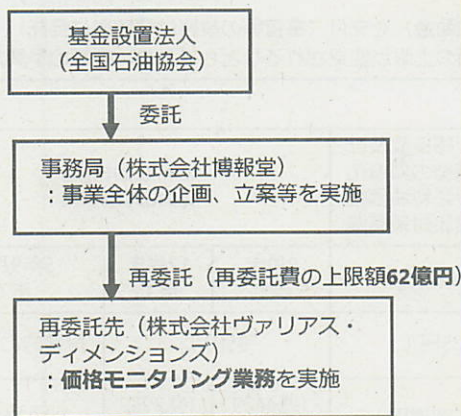 基金設置法人
(全国石油協会)
委託
事務局(株式会社博報堂)
:事業全体の企画、立案等を実施
再委託(再委託費の上限額62億円)
再委託先(株式会社ヴァリアス・
ディメンションズ)
:価格モニタリング業務を実施